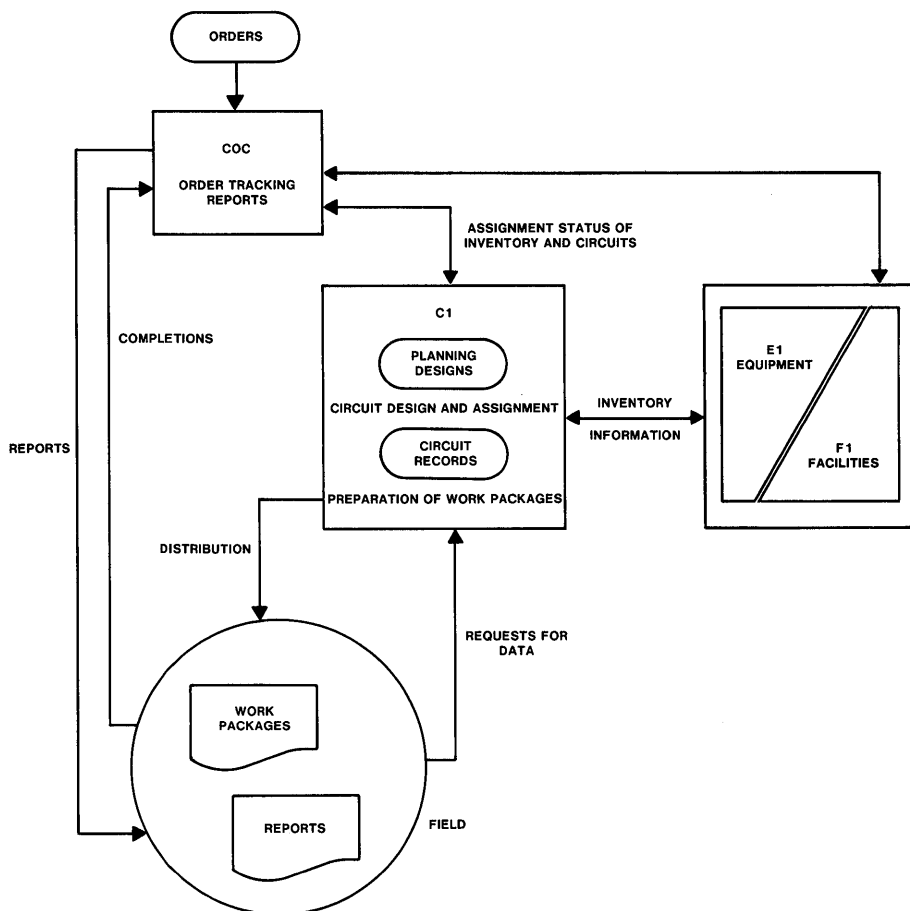 ORDERS
COC
ORDER TRACKING
REPORTS
ASSIGNMENT STATUS OF
INVENTORY AND CIRCUITS
C1
PLANNING
DESIGNS
CIRCUIT DESIGN AND ASSIGNMENT
CIRCUIT
RECORDS
PREPARATION OF WORK PACKAGES
E1
EQUIPMENT
F1
FACILITIES
INVENTORY
INFORMATION
COMPLETIONS
REPORTS
DISTRIBUTION
REQUESTS FOR
DATA
WORK
PACKAGES
REPORTS
FIELD